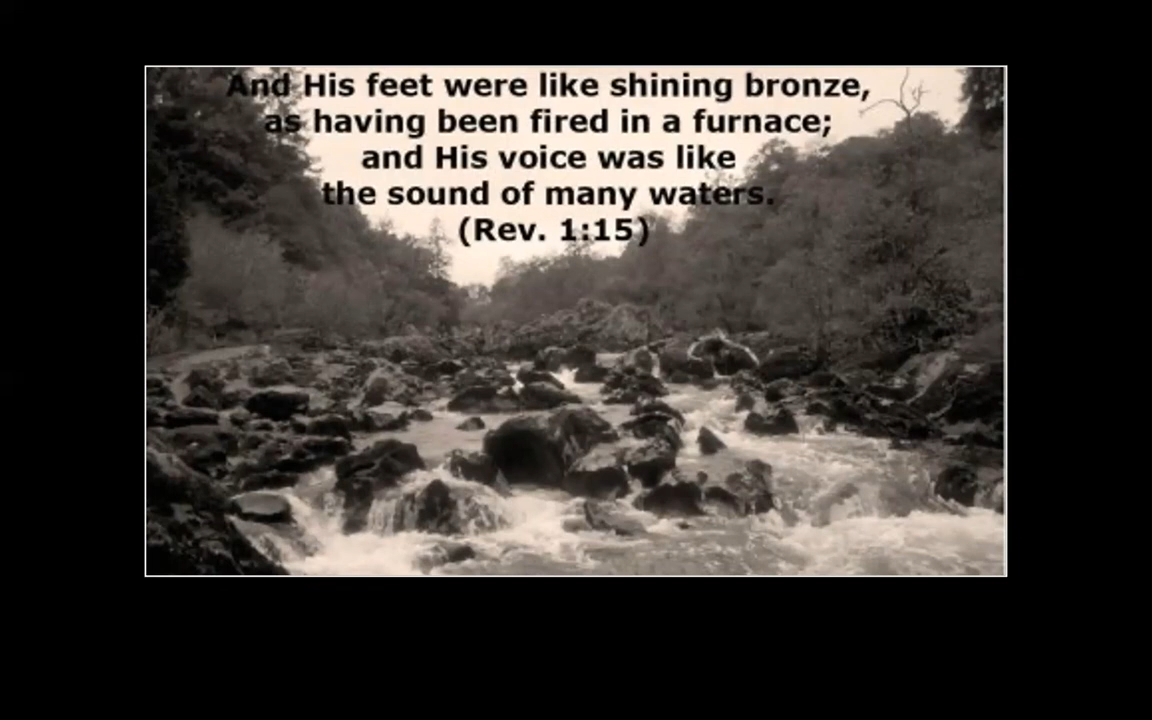 And His feet were like shining bronze,
as having been fired in a furnace;
and His voice was like
the sound of many waters.
(Rev. 1:15)